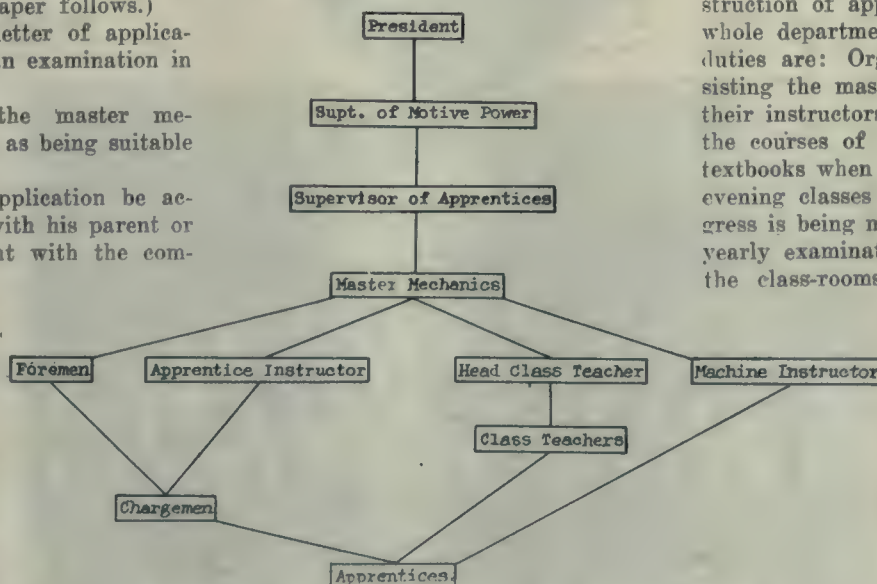 aper follows.)
etter of applica-
n examination in
the master me-
as being suitable
pplication be ac-
with his parent or
nt with the com-
President
Supt. of Motive Power
Supervisor of Apprentices
Master Mechanics
Foremen
Apprentice Instructor
Head Class Teacher
Machine Instructor
Class Teachers
Chargemen
Apprentices.
struction of app
whole departme
duties are: Org
sisting the mas
their instructors
the courses of
textbooks when
evening classes
gress is being m
yearly examinat
the class-rooms